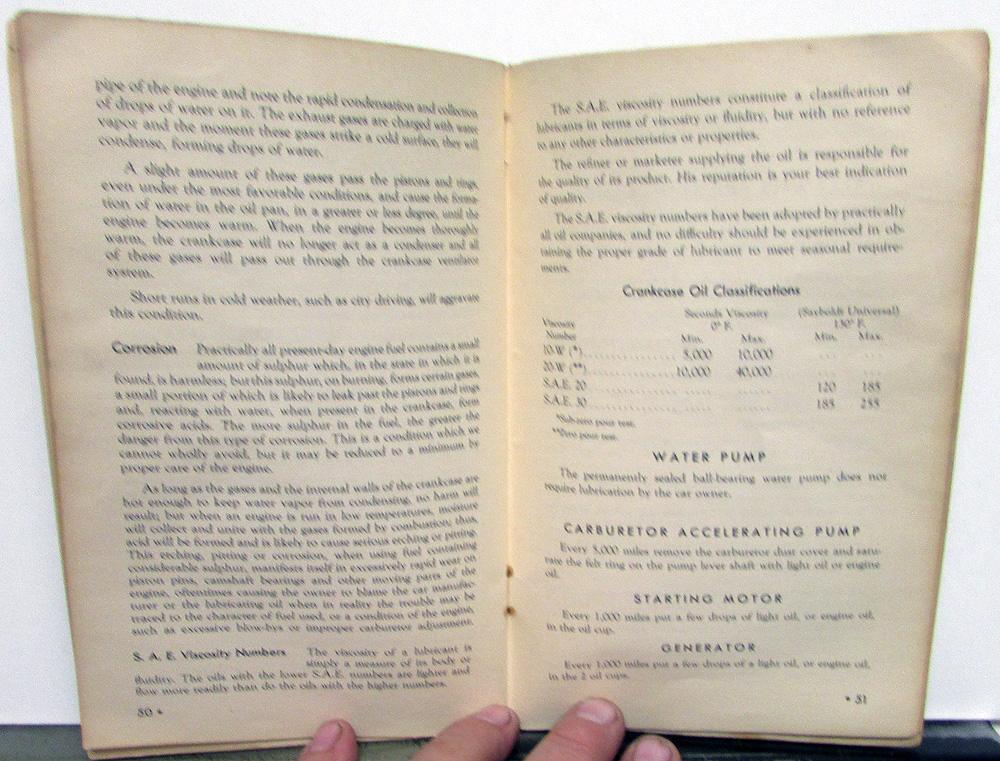 pipe of the engine and note the rapid condensation and collection
of drops of water on it. The exhaust gases are charged with water
vapor and the moment these gases strike a cold surface, they will
condense, forming drops of water.
A slight amount of these gases pass the pistons and rings,
even under the most favorable conditions, and cause the forma-
tion of water in the oil pan, in a greater or less degree, until the
engine becomes warm. When the engine becomes thoroughly
warm, the crankcase will no longer act as a condenser and all
of these gases will pass out through the crankcase ventilator
system.
Short runs in cold weather, such as city driving, will aggravate
this condition.
Corrosion Practically all present-day engine fuel contains a small
amount of sulphur which, in the state in which it is
found, is harmless; but this sulphur, on burning, forms certain gases,
a small portion of which is likely to leak past the pistons and rings
and, reacting with water, when present in the crankcase, form
corrosive acids. The more sulphur in the fuel, the greater the
danger from this type of corrosion. This is a condition which we
cannot wholly avoid, but it may be reduced to a minimum by
proper care of the engine.
As long as the gases and the internal walls of the crankcase are
hot enough to keep water vapor from condensing, no harm will
result; but when an engine is run in low temperatures, moisture
will collect and unite with the gases formed by combustion; thus,
acid will be formed and is likely to cause serious etching or pitting.
This etching, pitting or corrosion, when using fuel containing
considerable sulphur, manifests itself in excessively rapid wear on
piston pins, camshaft bearings and other moving parts of the
engine, oftentimes causing the owner to blame the car manufac-
turer or the lubricating oil when in reality the trouble may be
traced to the character of fuel used, or a condition of the engine,
such as excessive blow-bys or improper carburetor adjustment.
S. A. E. Viscosity Numbers The viscosity of a lubricant is
simply a measure of its body or
fluidity. The oils with the lower S.A.E. numbers are lighter and
flow more readily than do the oils with the higher numbers.
50 •
The S.A.E. viscosity numbers constitute a classification of
lubricants in terms of viscosity or fluidity, but with no reference
to any other characteristics or properties.
The refiner or marketer supplying the oil is responsible for
the quality of its product. His reputation is your best indication
of quality.
The S.A.E. viscosity numbers have been adopted by practically
all oil companies, and no difficulty should be experienced in ob-
taining the proper grade of lubricant to meet seasonal require-
ments.
Crankcase Oil Classifications
Seconds Viscosity (Saybolt Universal)
0° F. 130° F.
Viscosity
Number Min. Max. Min. Max.
10-W (*) 5,000 10,000
20-W (**) 10,000 40,000
S.A.E. 20 120 185
S.A.E. 30 185 255
*Sub-zero pour test.
**Zero pour test.
WATER PUMP
The permanently sealed ball-bearing water pump does not
require lubrication by the car owner.
CARBURETOR ACCELERATING PUMP
Every 5,000 miles remove the carburetor dust cover and satu-
rate the felt ring on the pump lever shaft with light oil or engine
oil.
STARTING MOTOR
Every 1,000 miles put a few drops of light oil, or engine oil,
in the oil cup.
GENERATOR
Every 1,000 miles put a few drops of a light oil, or engine oil,
in the 2 oil cups.
• 51